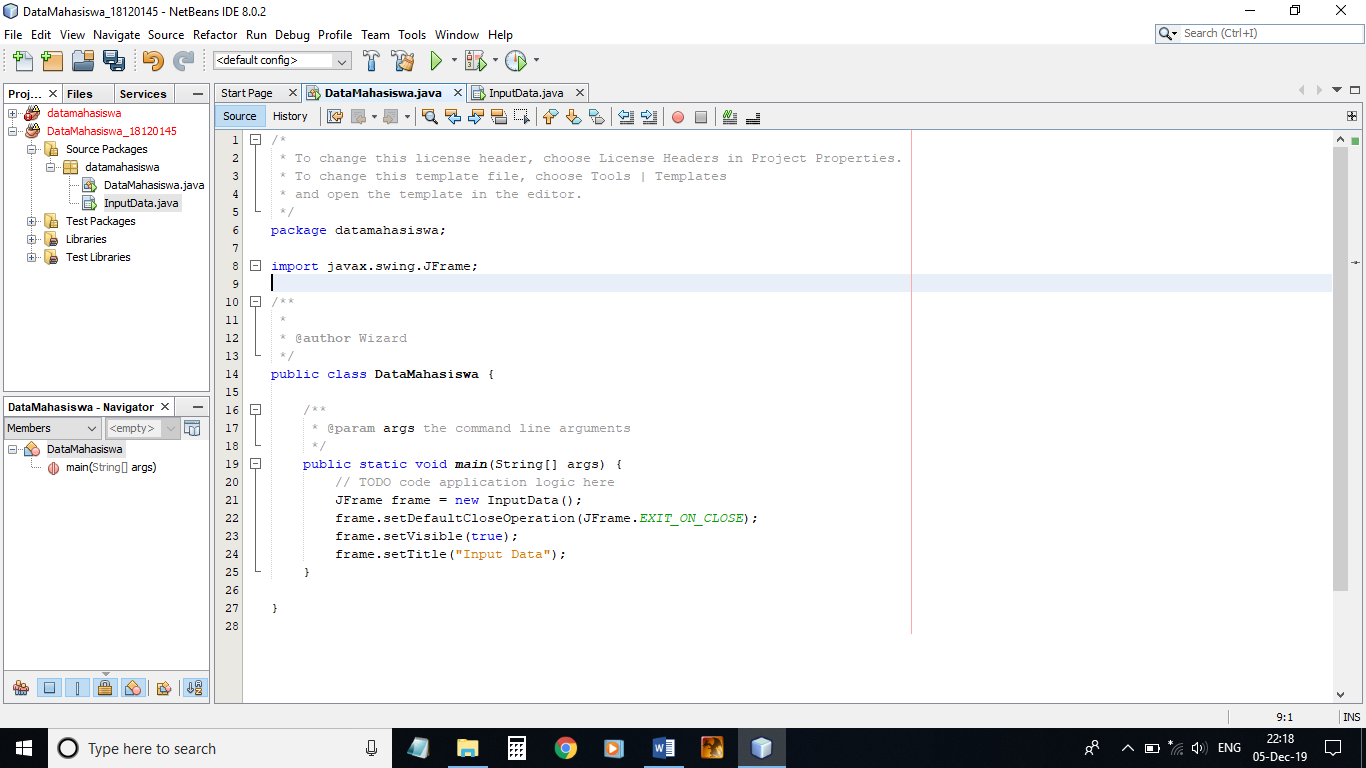 DataMahasiswa_18120145 - NetBeans IDE 8.0.2
File Edit View Navigate Source Refactor Run Debug Profile Team Tools Window Help
Search (Ctrl+I)
<default config>
Proj... Files Services
datamahasiswa
DataMahasiswa_18120145
Source Packages
datamahasiswa
DataMahasiswa.java
InputData.java
Test Packages
Libraries
Test Libraries
DataMahasiswa - Navigator
Members <empty>
DataMahasiswa
main(String[] args)
Start Page DataMahasiswa.java InputData.java
Source History
1 /*
2 * To change this license header, choose License Headers in Project Properties.
3 * To change this template file, choose Tools | Templates
4 * and open the template in the editor.
5 */
6 package datamahasiswa;
7
8 import javax.swing.JFrame;
9
10 /**
11 *
12 * @author Wizard
13 */
14 public class DataMahasiswa {
15
16 /**
17 * @param args the command line arguments
18 */
19 public static void main(String[] args) {
20 // TODO code application logic here
21 JFrame frame = new InputData();
22 frame.setDefaultCloseOperation(JFrame.EXIT_ON_CLOSE);
23 frame.setVisible(true);
24 frame.setTitle("Input Data");
25 }
26
27 }
28
9:1 INS
Type here to search
ENG
22:18
05-Dec-19